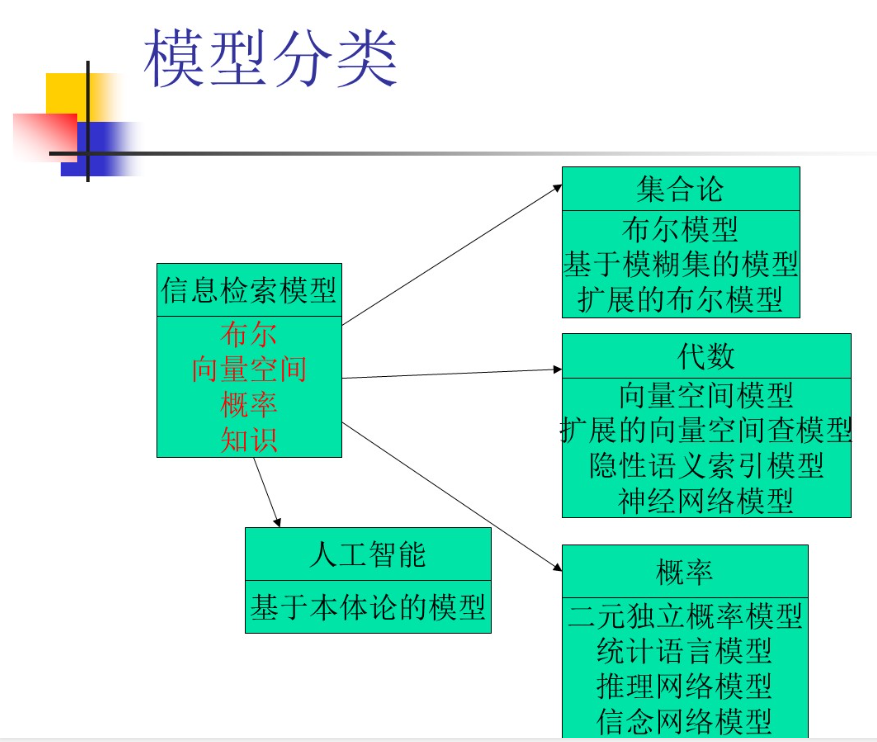 模型分类
信息检索模型
布尔
向量空间
概率
知识
集合论
布尔模型
基于模糊集的模型
扩展的布尔模型
代数
向量空间模型
扩展的向量空间查模型
隐性语义索引模型
神经网络模型
人工智能
基于本体论的模型
概率
二元独立概率模型
统计语言模型
推理网络模型
信念网络模型